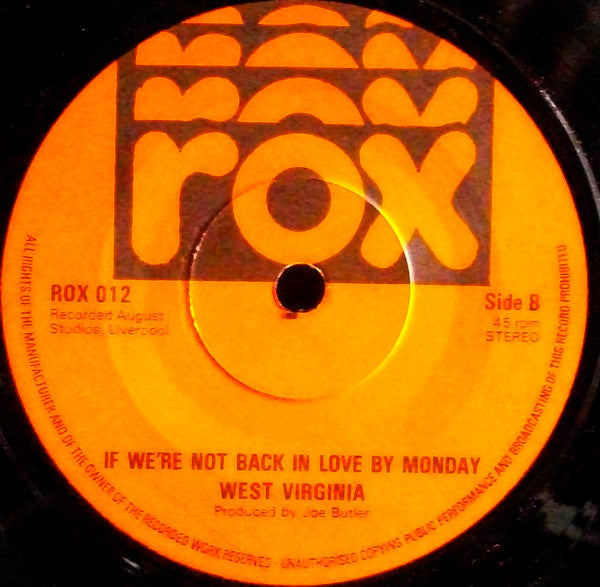 rox
ROX 012
Recorded August
Studios, Liverpool
Side B
45 rpm
STEREO
IF WE'RE NOT BACK IN LOVE BY MONDAY
WEST VIRGINIA
Produced by Joe Butler
ALL RIGHTS OF THE MANUFACTURER AND OF THE OWNER OF THE RECORDED WORK RESERVED · UNAUTHORISED COPYING PUBLIC PERFORMANCE AND BROADCASTING OF THIS RECORD PROHIBITED